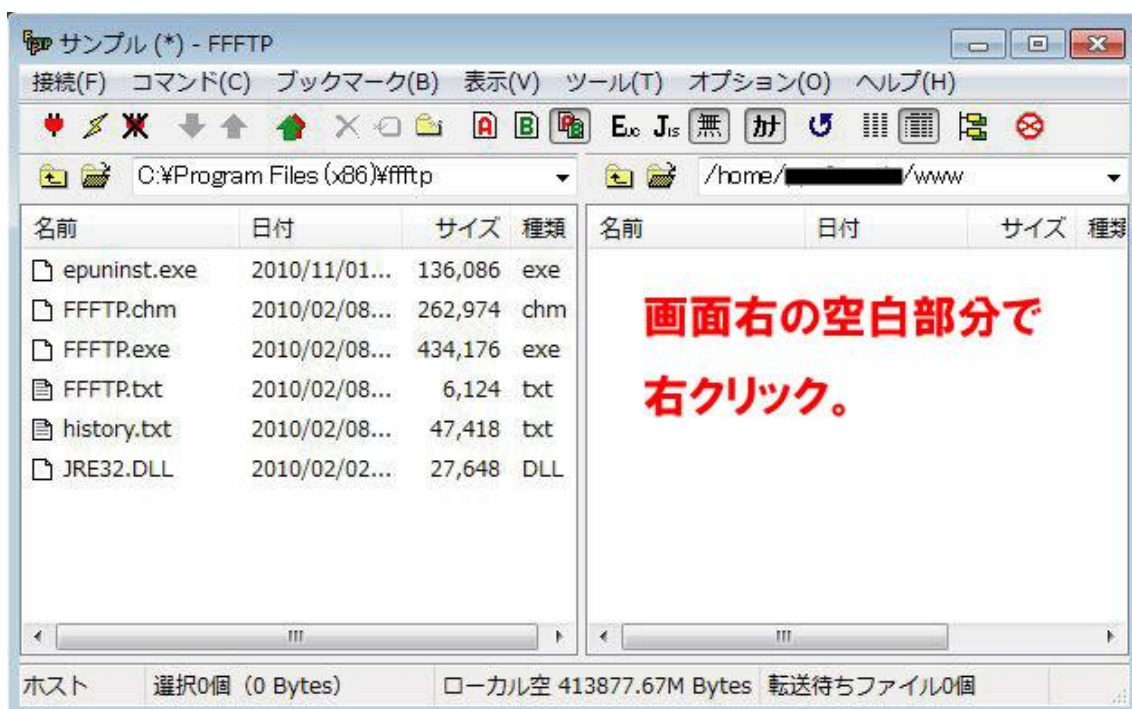 サンプル (*) - FFFTP
接続(F) コマンド(C) ブックマーク(B) 表示(V) ツール(T) オプション(O) ヘルプ(H)
A B EUC JIS 無 カナ
C:¥Program Files (x86)¥ffftp /home/ /www
名前 日付 サイズ 種類 名前 日付 サイズ 種類
epuninst.exe 2010/11/01... 136,086 exe
FFFTP.chm 2010/02/08... 262,974 chm
FFFTP.exe 2010/02/08... 434,176 exe
FFFTP.txt 2010/02/08... 6,124 txt
history.txt 2010/02/08... 47,418 txt
JRE32.DLL 2010/02/02... 27,648 DLL
画面右の空白部分で
右クリック。
ホスト 選択0個 (0 Bytes) ローカル空 413877.67M Bytes 転送待ちファイル0個